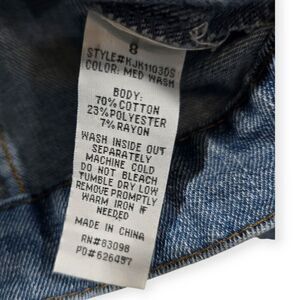 8
STYLE#KJK11030S
COLOR: MED WASH
BODY:
70% COTTON
23%POLYESTER
7% RAYON
WASH INSIDE OUT
SEPARATELY
MACHINE COLD
DO NOT BLEACH
TUMBLE DRY LOW
REMOVE PROMPTLY
WARM IRON IF
NEEDED
MADE IN CHINA
RN#83098
PO#626457